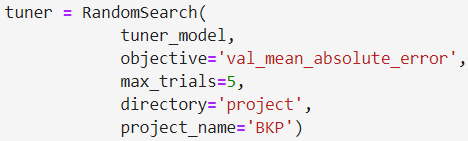 tuner = RandomSearch(
            tuner_model,
            objective='val_mean_absolute_error',
            max_trials=5,
            directory='project',
            project_name='BKP')